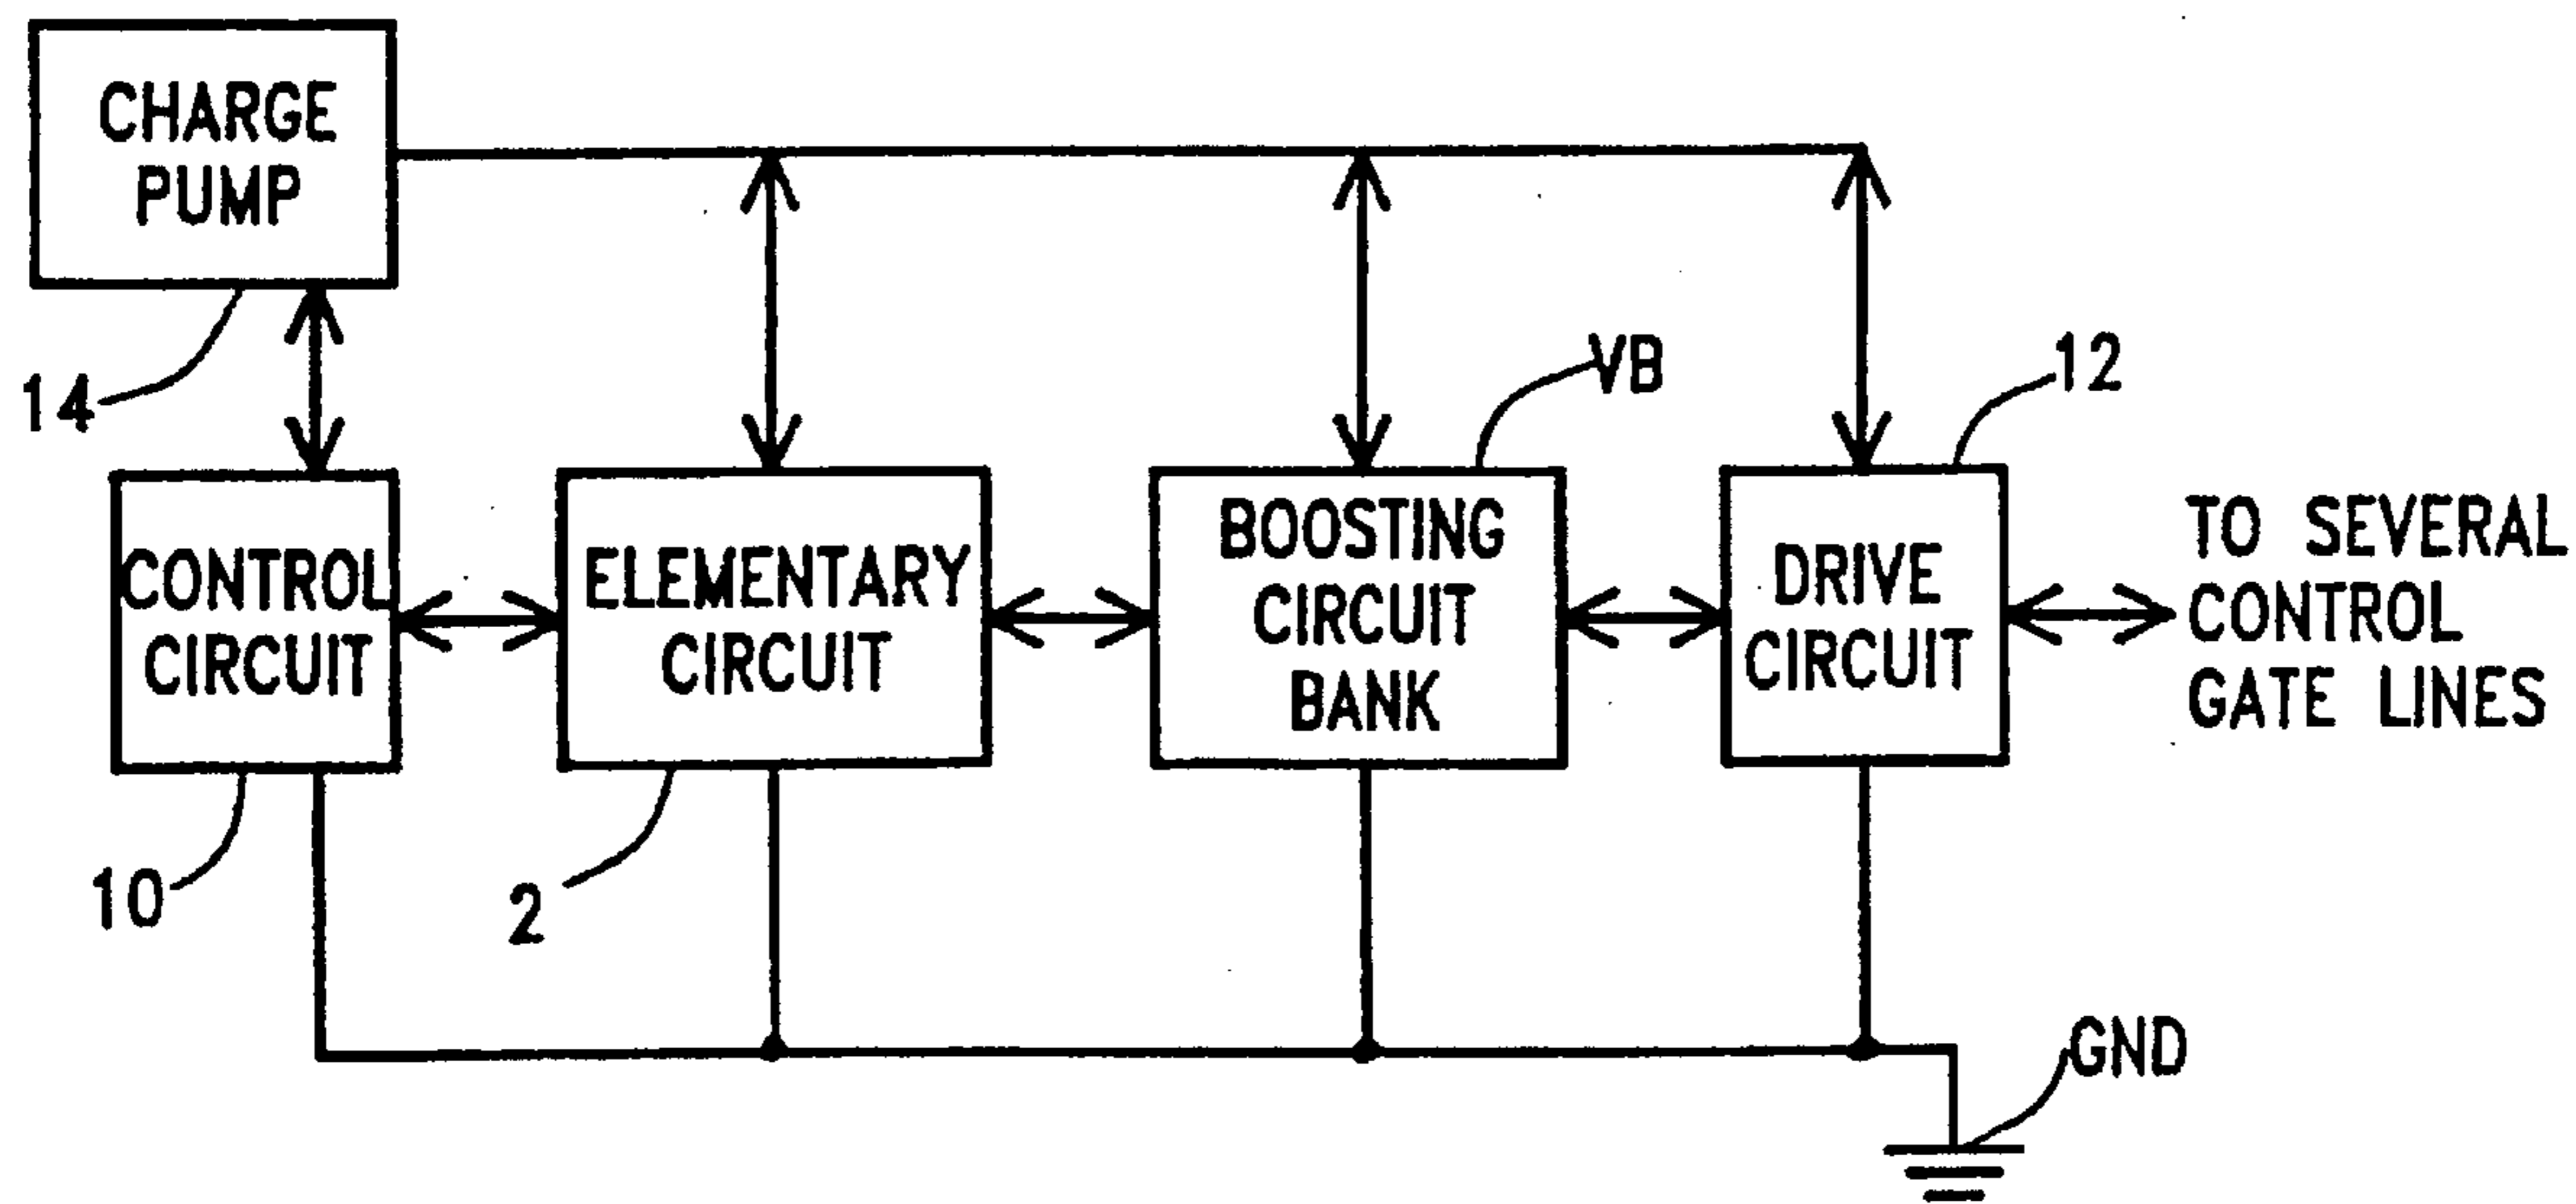 CHARGE
PUMP
14
VB
12
CONTROL
CIRCUIT
ELEMENTARY
CIRCUIT
BOOSTING
CIRCUIT
BANK
DRIVE
CIRCUIT
TO SEVERAL
CONTROL
GATE LINES
10
2
GND